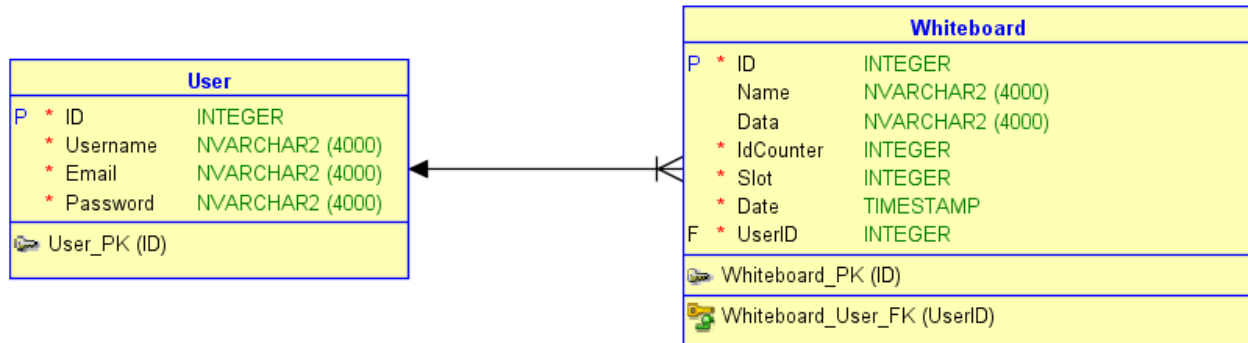 User
P * ID INTEGER
* Username NVARCHAR2 (4000)
* Email NVARCHAR2 (4000)
* Password NVARCHAR2 (4000)
User_PK (ID)
Whiteboard
P * ID INTEGER
Name NVARCHAR2 (4000)
Data NVARCHAR2 (4000)
* IdCounter INTEGER
* Slot INTEGER
* Date TIMESTAMP
F * UserID INTEGER
Whiteboard_PK (ID)
Whiteboard_User_FK (UserID)